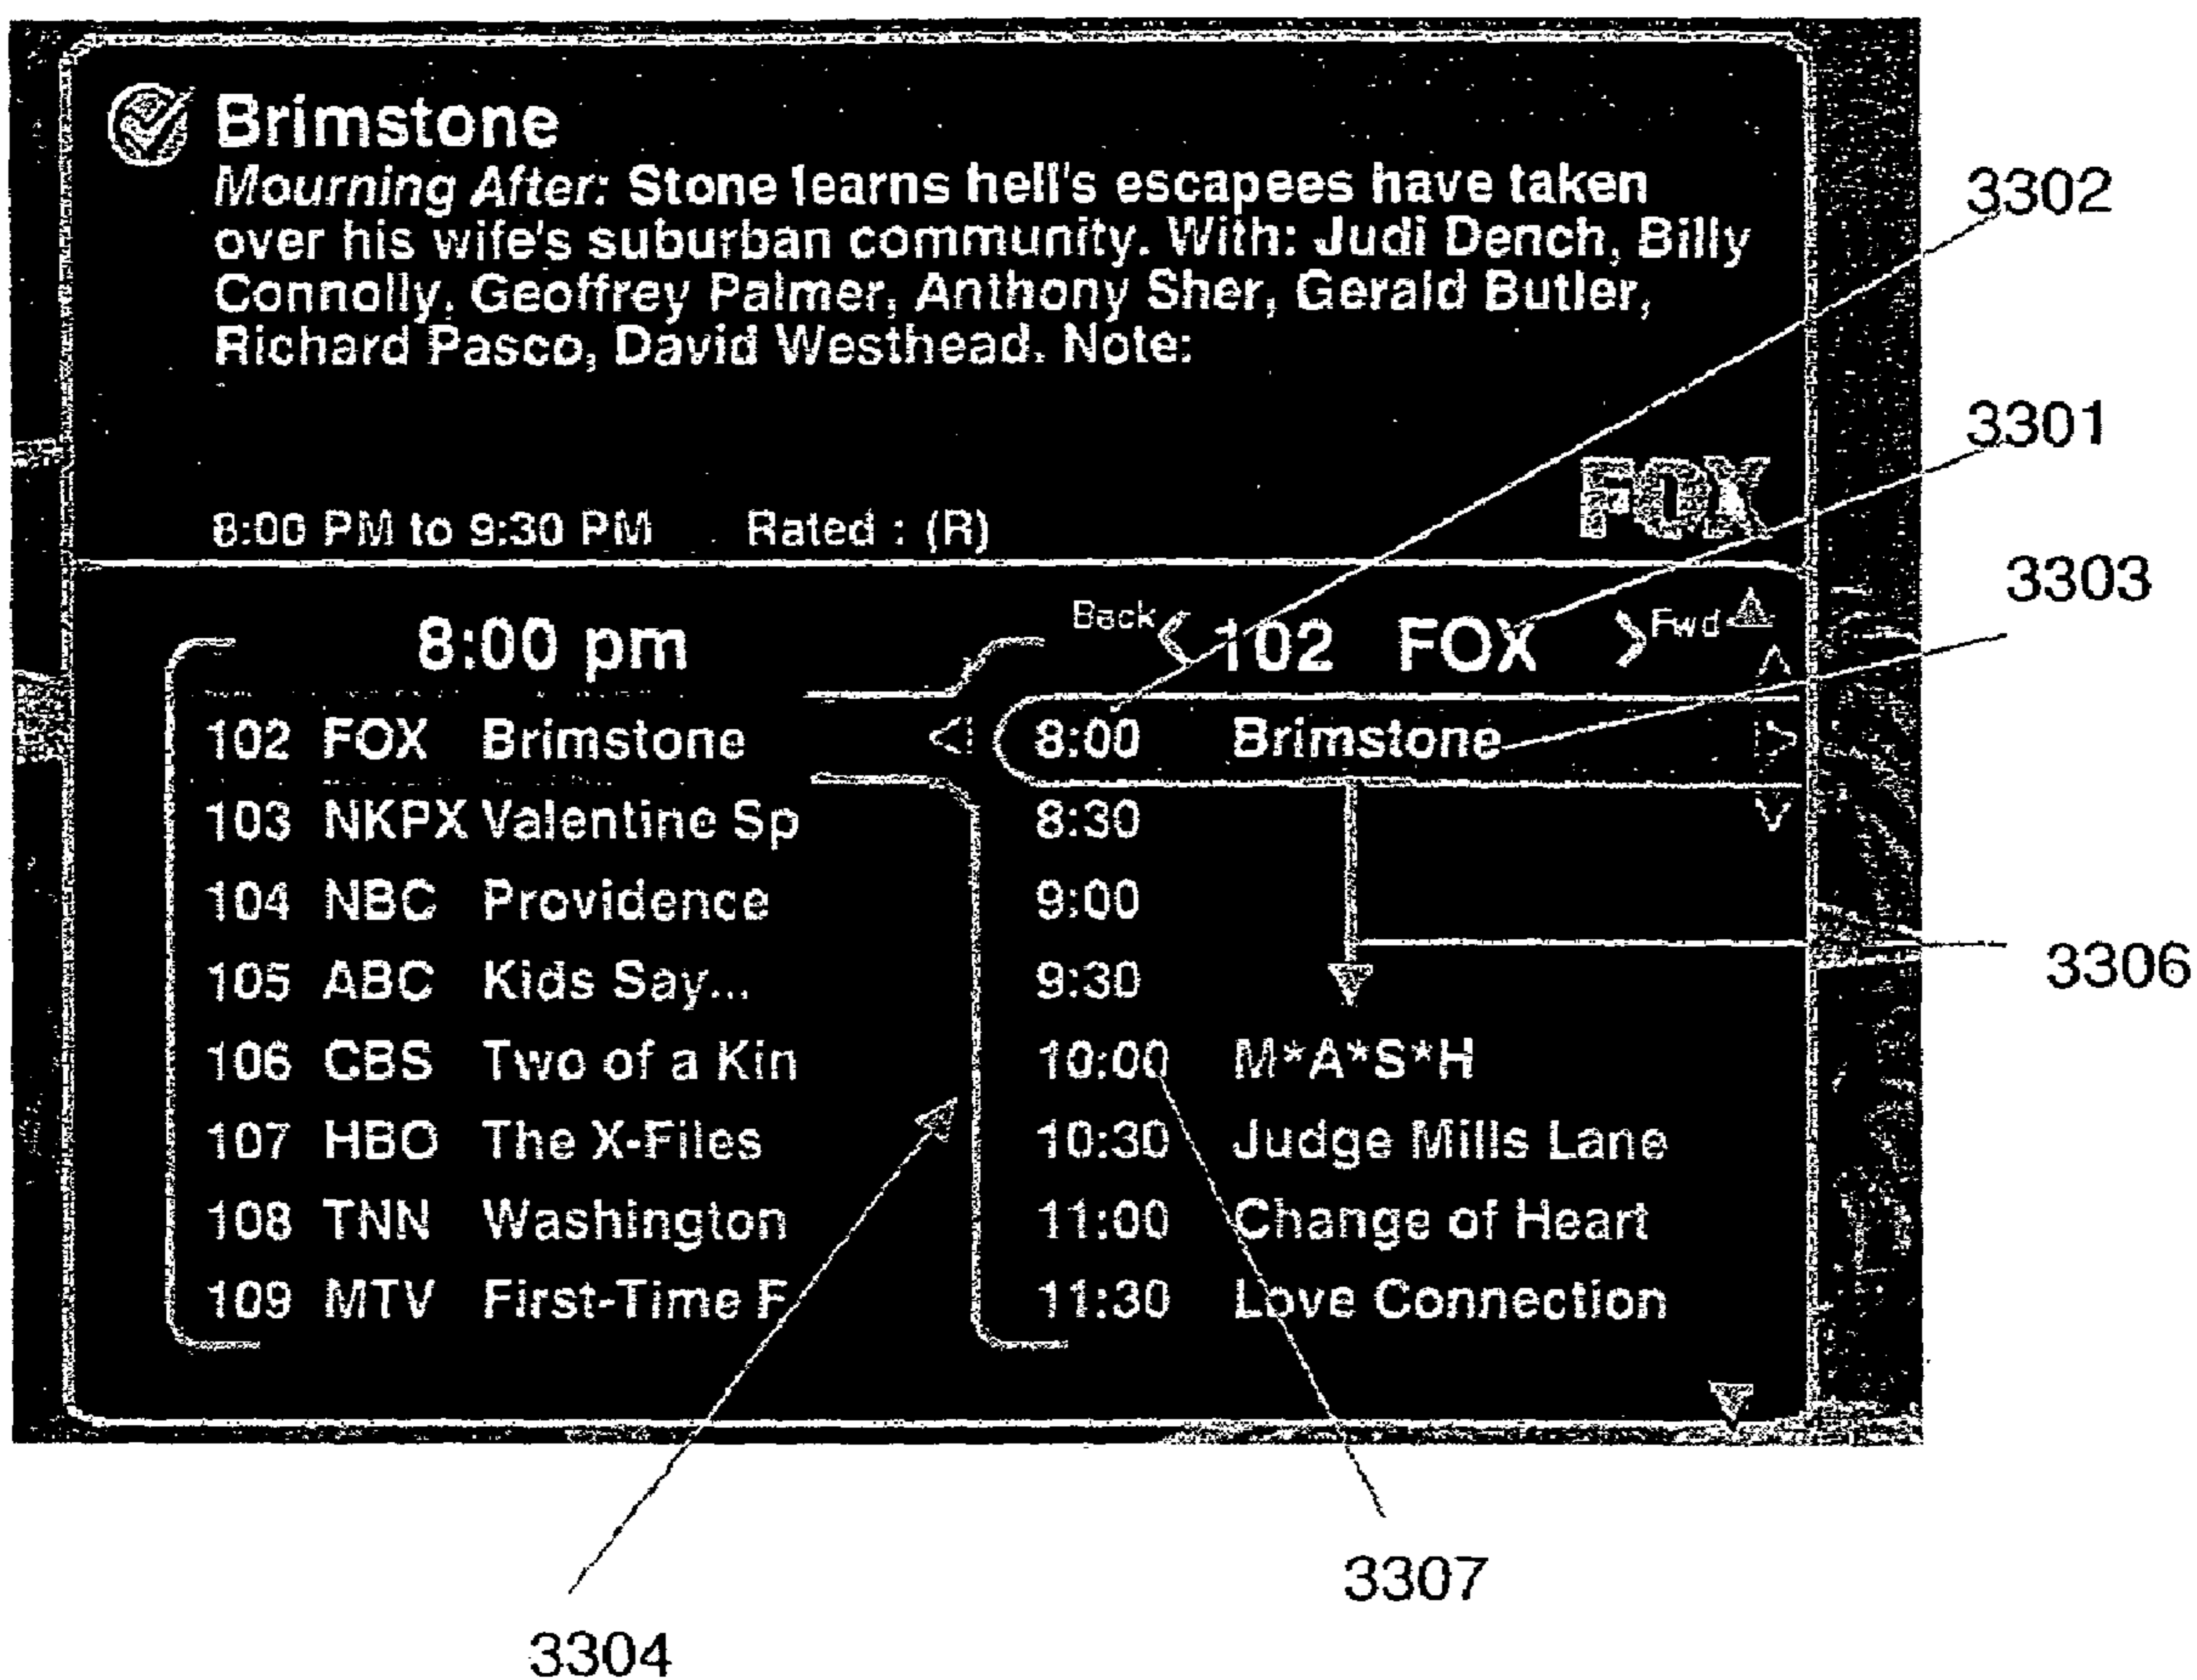 Brimstone
Mourning After: Stone learns hell's escapees have taken
over his wife's suburban community. With: Judi Dench, Billy
Connolly, Geoffrey Palmer, Anthony Sher, Gerald Butler,
Richard Pasco, David Westhead. Note:
FOX
8:00 PM to 9:30 PM Rated : (R)
8:00 pm
Back 102 FOX Fwd
102 FOX Brimstone
103 NKPX Valentine Sp
104 NBC Providence
105 ABC Kids Say...
106 CBS Two of a Kin
107 HBO The X-Files
108 TNN Washington
109 MTV First-Time F
8:00 Brimstone
8:30
9:00
9:30
10:00 M*A*S*H
10:30 Judge Mills Lane
11:00 Change of Heart
11:30 Love Connection
3302
3301
3303
3306
3307
3304